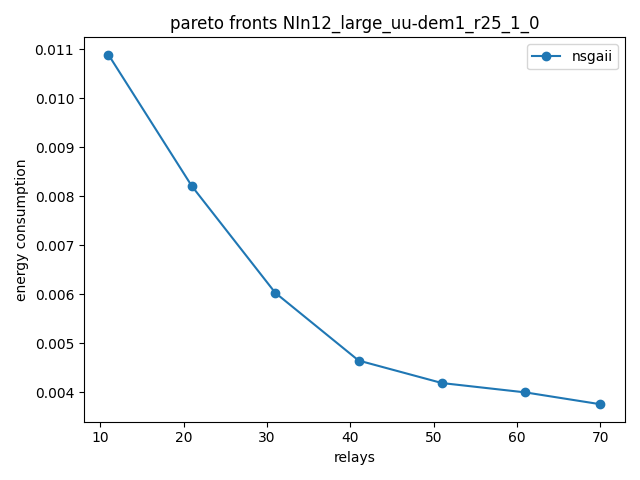 pareto fronts NIn12_large_uu-dem1_r25_1_0
nsgaii
0.011
0.010
0.009
0.008
0.007
0.006
0.005
0.004
energy consumption
10 20 30 40 50 60 70
relays